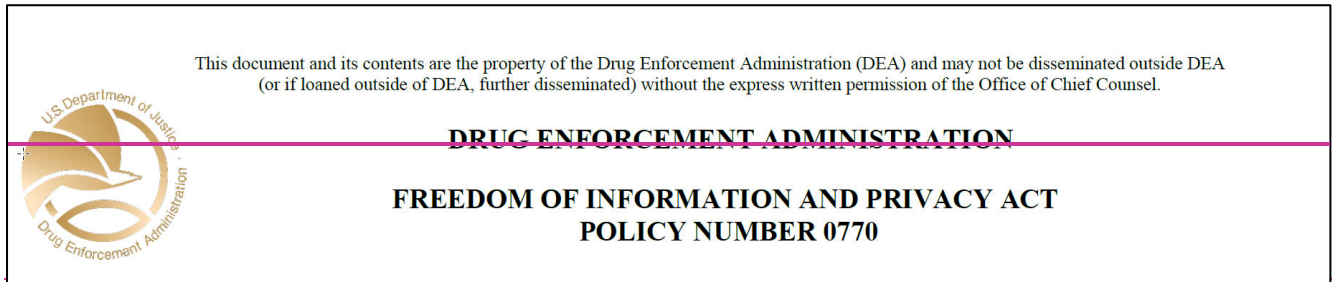 This document and its contents are the property of the Drug Enforcement Administration (DEA) and may not be disseminated outside DEA
(or if loaned outside of DEA, further disseminated) without the express written permission of the Office of Chief Counsel.
U.S. Department of Justice · Drug Enforcement Administration
DRUG ENFORCEMENT ADMINISTRATION
FREEDOM OF INFORMATION AND PRIVACY ACT
POLICY NUMBER 0770